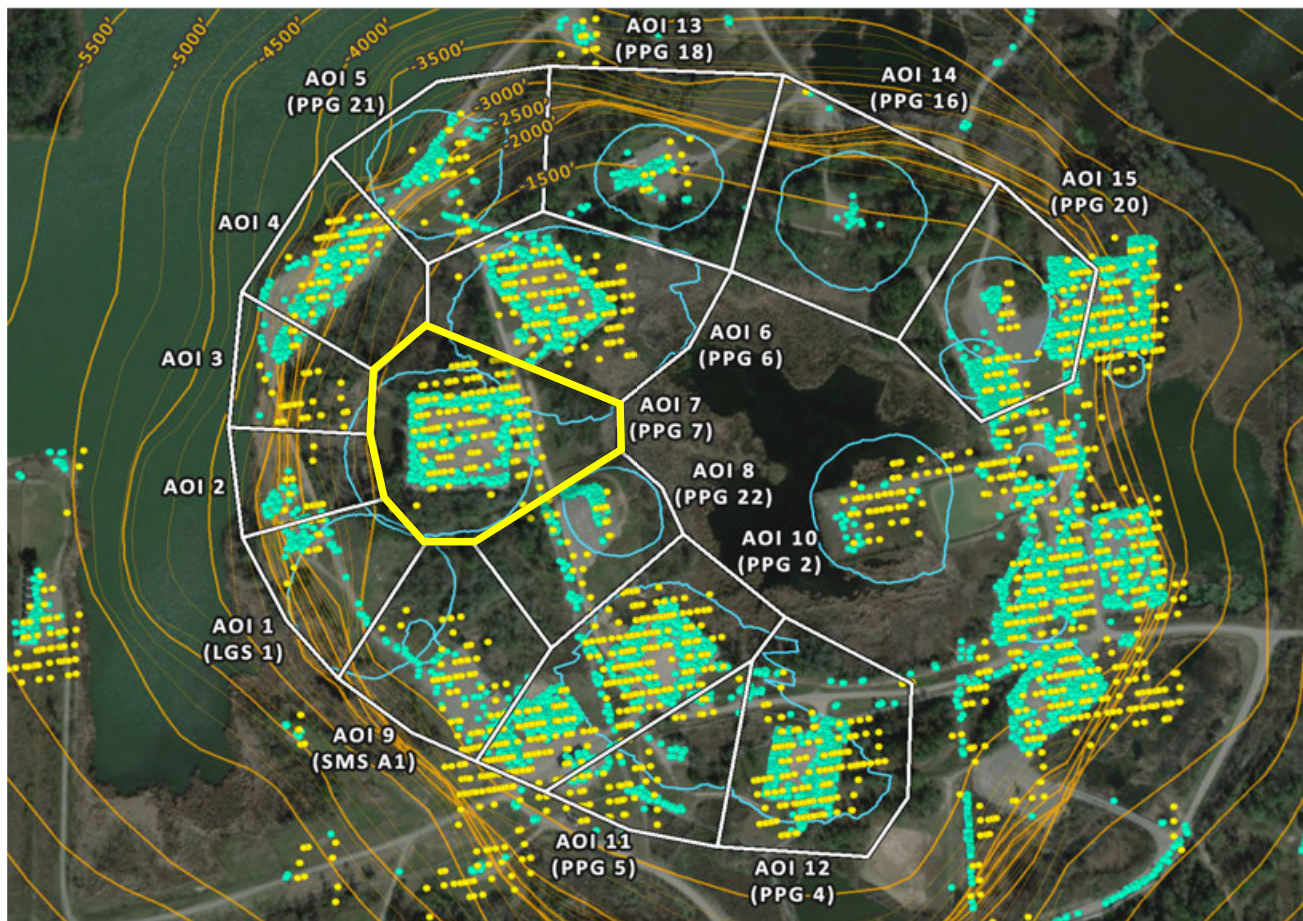 -5500'
-5000'
-4500'
-4000'
-3500'
-3000'
-2500'
-2000'
-1500'
AOI 13
(PPG 18)
AOI 5
(PPG 21)
AOI 14
(PPG 16)
AOI 15
(PPG 20)
AOI 4
AOI 3
AOI 6
(PPG 6)
AOI 7
(PPG 7)
AOI 8
(PPG 22)
AOI 2
AOI 10
(PPG 2)
AOI 1
(LGS 1)
AOI 9
(SMS A1)
AOI 11
(PPG 5)
AOI 12
(PPG 4)